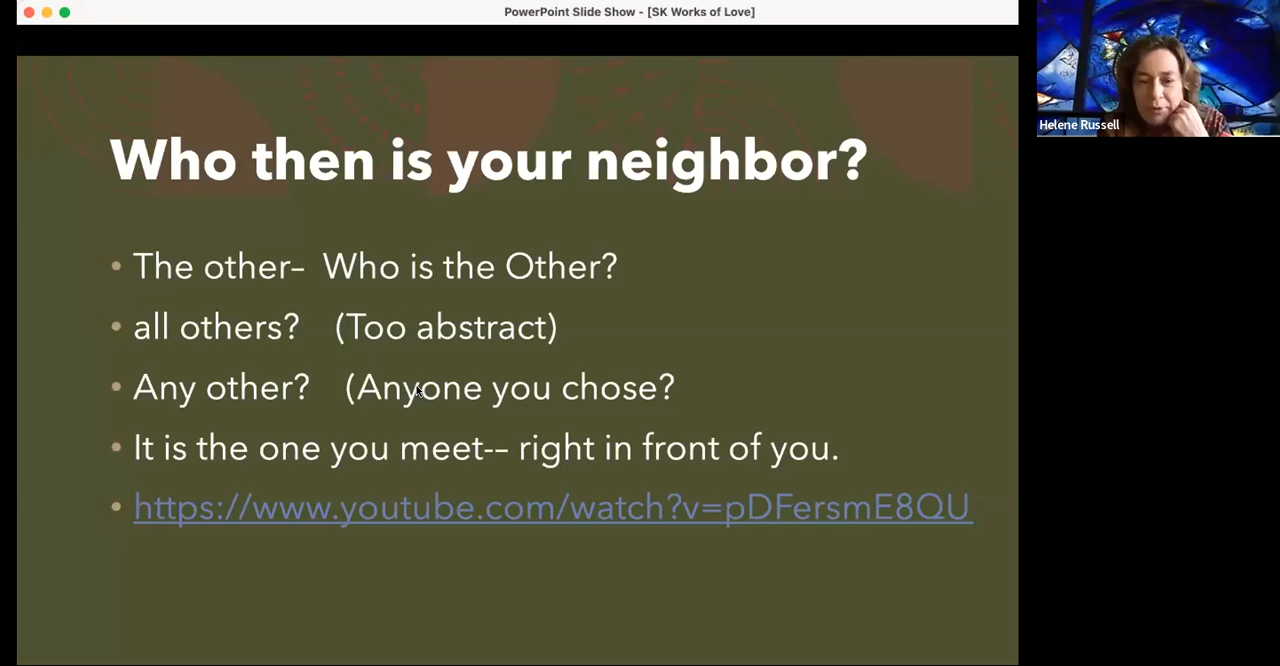 PowerPoint Slide Show - [SK Works of Love]
Helene Russell
Who then is your neighbor?
• The other– Who is the Other?
• all others? (Too abstract)
• Any other? (Anyone you chose?
• It is the one you meet-– right in front of you.
• https://www.youtube.com/watch?v=pDFersmE8QU